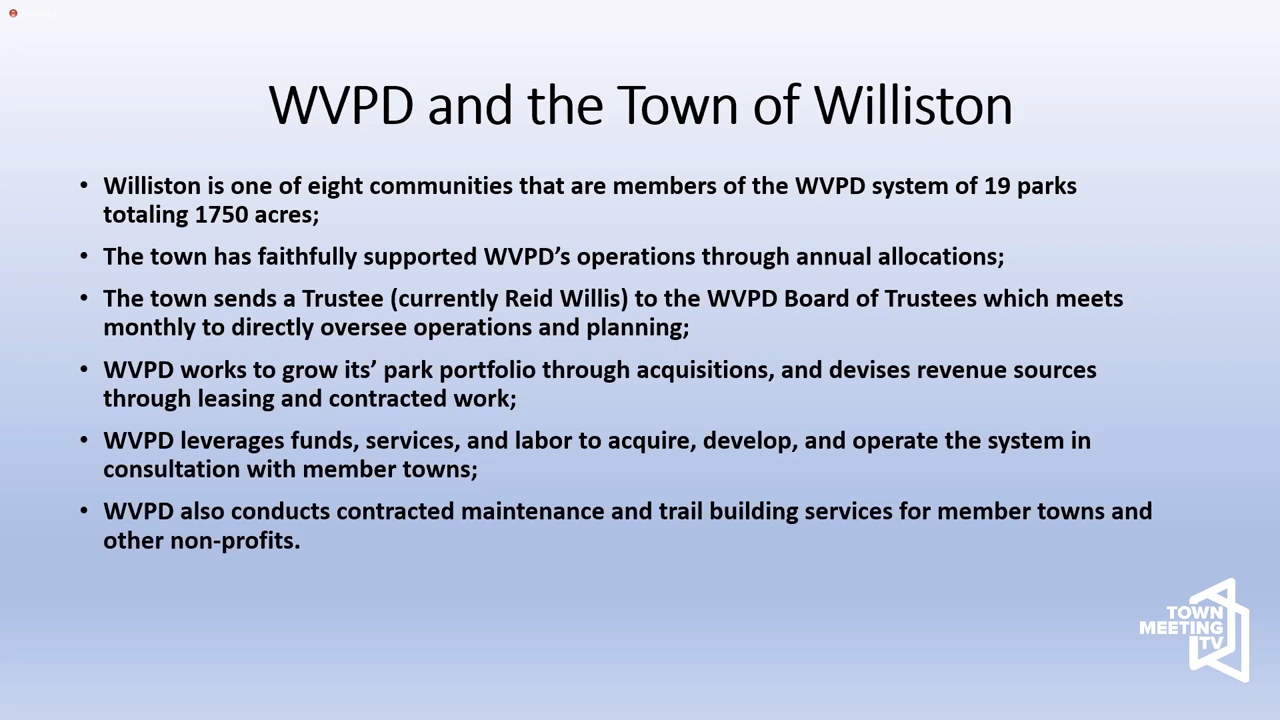 WVPD and the Town of Williston
• Williston is one of eight communities that are members of the WVPD system of 19 parks
totaling 1750 acres;
• The town has faithfully supported WVPD’s operations through annual allocations;
• The town sends a Trustee (currently Reid Willis) to the WVPD Board of Trustees which meets
monthly to directly oversee operations and planning;
• WVPD works to grow its’ park portfolio through acquisitions, and devises revenue sources
through leasing and contracted work;
• WVPD leverages funds, services, and labor to acquire, develop, and operate the system in
consultation with member towns;
• WVPD also conducts contracted maintenance and trail building services for member towns and
other non-profits.
TOWN
MEETING
TV